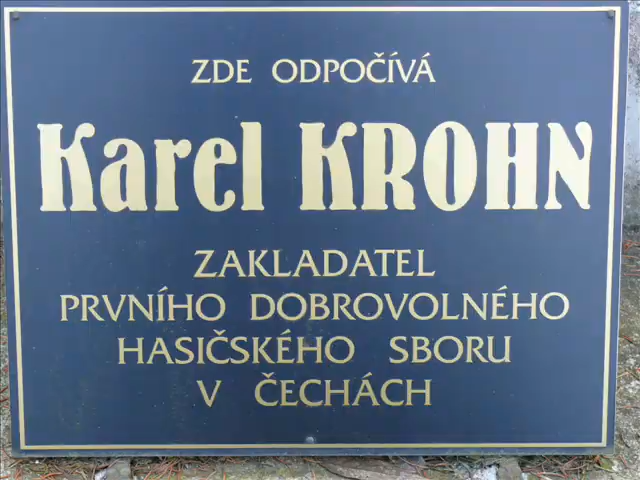 ZDE ODPOČÍVÁ
Karel KROHN
ZAKLADATEL
PRVNÍHO DOBROVOLNÉHO
HASIČSKÉHO SBORU
V ČECHÁCH